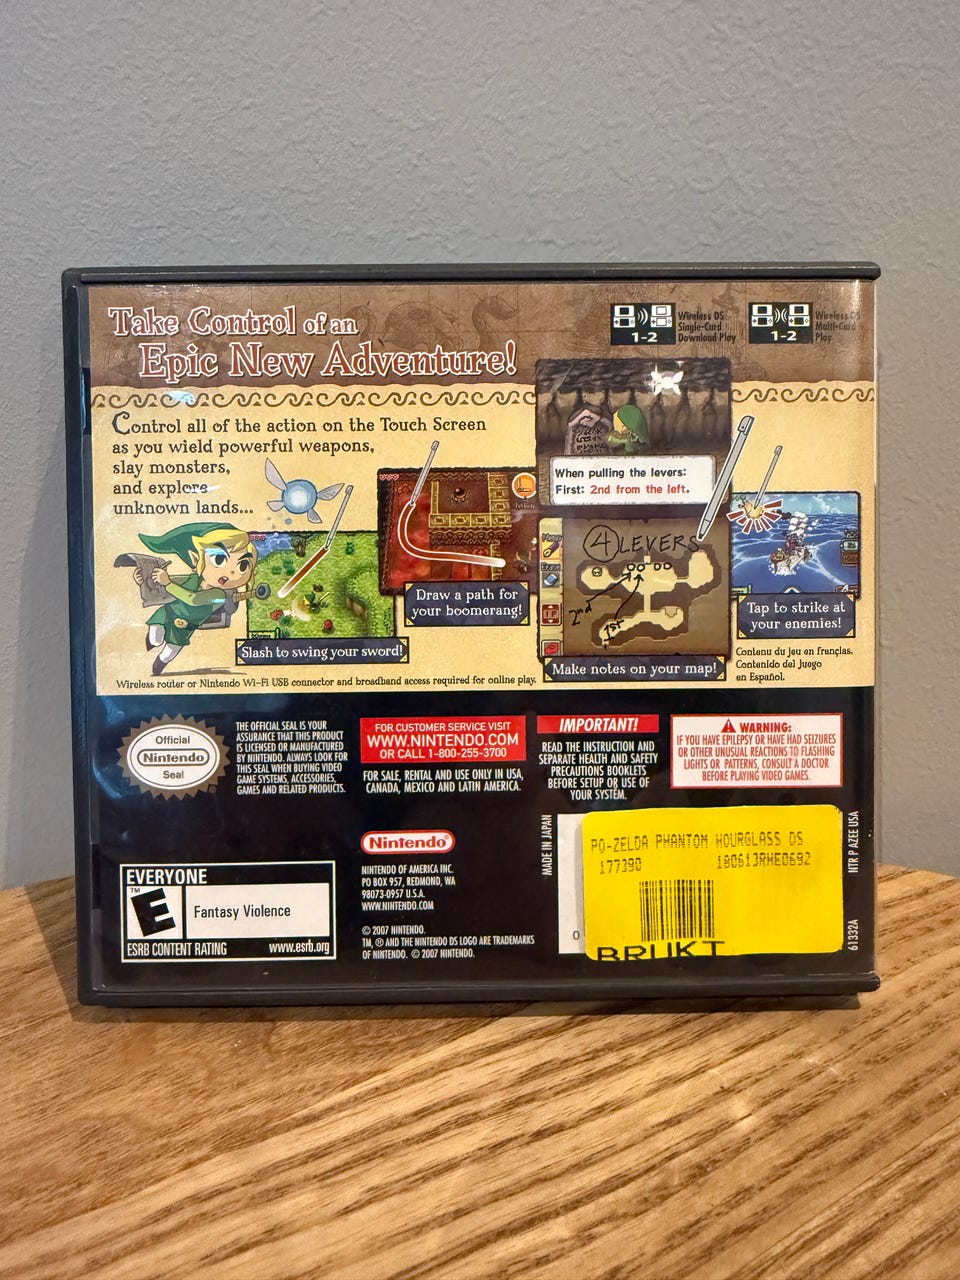 Take Control of an
Epic New Adventure!
1-2
Wireless DS
Single-Card
Download Play
1-2
Wireless DS
Multi-Card
Play
Control all of the action on the Touch Screen
as you wield powerful weapons,
slay monsters,
and explore
unknown lands...
When pulling the levers:
First: 2nd from the left.
4 LEVERS
2nd
1st
Slash to swing your sword!
Draw a path for
your boomerang!
Make notes on your map!
Tap to strike at
your enemies!
Contenu du jeu en françias.
Contenido del Juego
en Español.
Wireless router or Nintendo Wi-Fi USB connector and broadband access required for online play.
Official
Nintendo
Seal
THE OFFICIAL SEAL IS YOUR
ASSURANCE THAT THIS PRODUCT
IS LICENSED OR MANUFACTURED
BY NINTENDO. ALWAYS LOOK FOR
THIS SEAL WHEN BUYING VIDEO
GAME SYSTEMS, ACCESSORIES,
GAMES AND RELATED PRODUCTS.
FOR CUSTOMER SERVICE VISIT
WWW.NINTENDO.COM
OR CALL 1-800-255-3700
FOR SALE, RENTAL AND USE ONLY IN USA,
CANADA, MEXICO AND LATIN AMERICA.
IMPORTANT!
READ THE INSTRUCTION AND
SEPARATE HEALTH AND SAFETY
PRECAUTIONS BOOKLETS
BEFORE SETUP OR USE OF
YOUR SYSTEM.
WARNING:
IF YOU HAVE EPILEPSY OR HAVE HAD SEIZURES
OR OTHER UNUSUAL REACTIONS TO FLASHING
LIGHTS OR PATTERNS, CONSULT A DOCTOR
BEFORE PLAYING VIDEO GAMES.
EVERYONE
TM
E
Fantasy Violence
ESRB CONTENT RATING www.esrb.org
Nintendo®
NINTENDO OF AMERICA INC.
PO BOX 957, REDMOND, WA
98073-0957 U.S.A.
WWW.NINTENDO.COM
© 2007 NINTENDO.
TM, ® AND THE NINTENDO DS LOGO ARE TRADEMARKS
OF NINTENDO. © 2007 NINTENDO.
MADE IN JAPAN
0
PO-ZELDA PHANTOM HOURGLASS DS
177390 180613RHE0692
BRUKT
NTR P AZEE USA
61332A